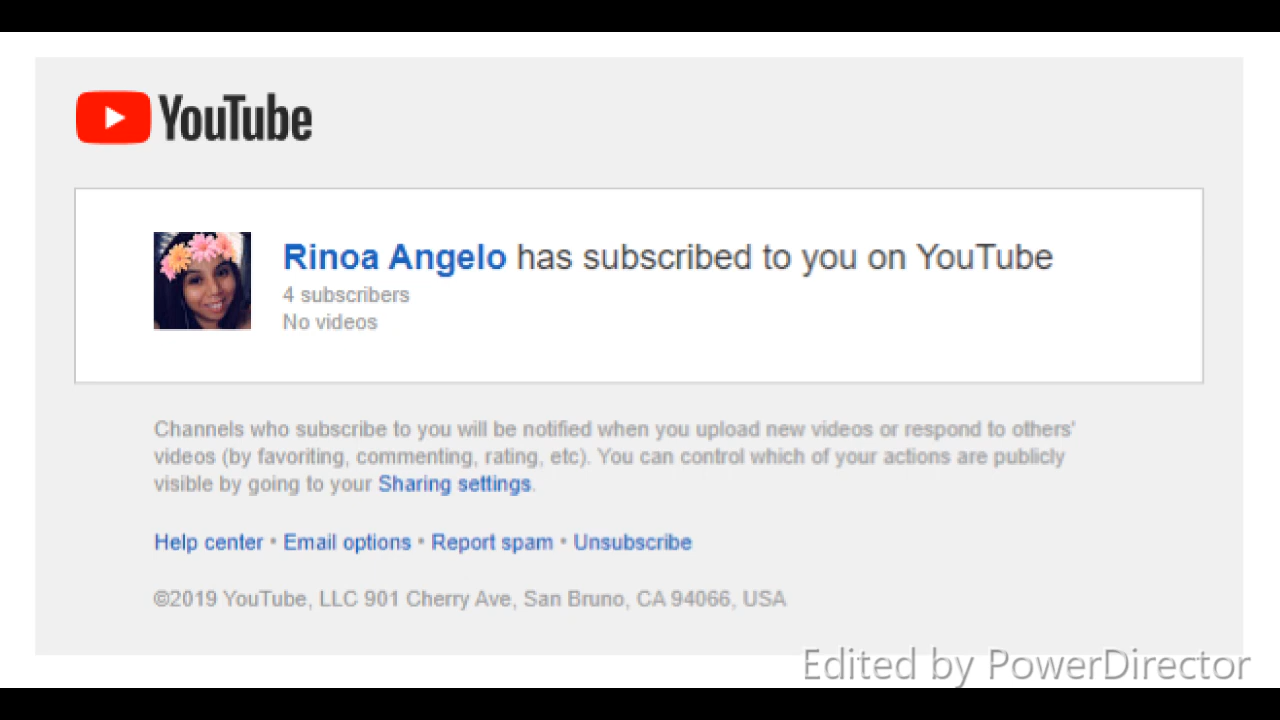 YouTube
Rinoa Angelo has subscribed to you on YouTube
4 subscribers
No videos
Channels who subscribe to you will be notified when you upload new videos or respond to others'
videos (by favoriting, commenting, rating, etc). You can control which of your actions are publicly
visible by going to your Sharing settings.
Help center • Email options • Report spam • Unsubscribe
©2019 YouTube, LLC 901 Cherry Ave, San Bruno, CA 94066, USA
Edited by PowerDirector